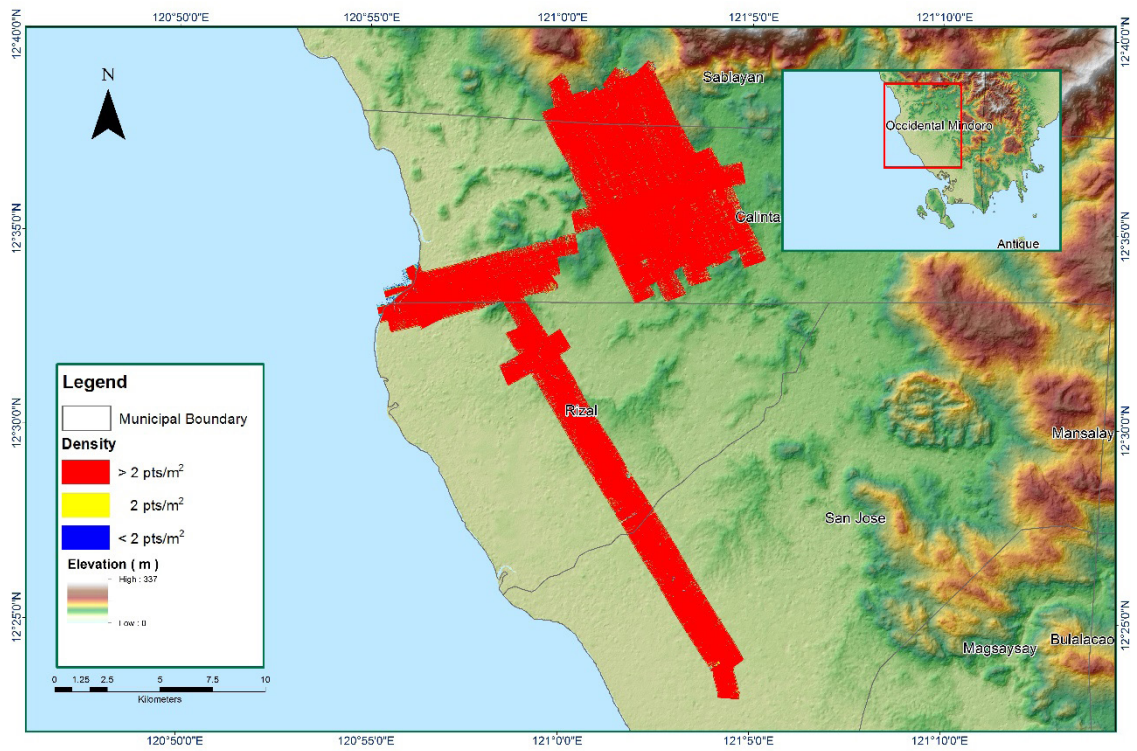 120°50'0"E 120°55'0"E 121°0'0"E 121°5'0"E 121°10'0"E
12°40'0"N
12°40'0"N
N
Sablayan
Occidental Mindoro
Calinta
Antique
12°35'0"N
12°35'0"N
Legend
Municipal Boundary
Density
> 2 pts/m²
2 pts/m²
< 2 pts/m²
Elevation ( m )
High : 337
Low : 0
Rizal
12°30'0"N
12°30'0"N
Mansalay
San Jose
12°25'0"N
12°25'0"N
Bulalacao
Magsaysay
0 1.25 2.5 5 7.5 10
Kilometers
120°50'0"E 120°55'0"E 121°0'0"E 121°5'0"E 121°10'0"E